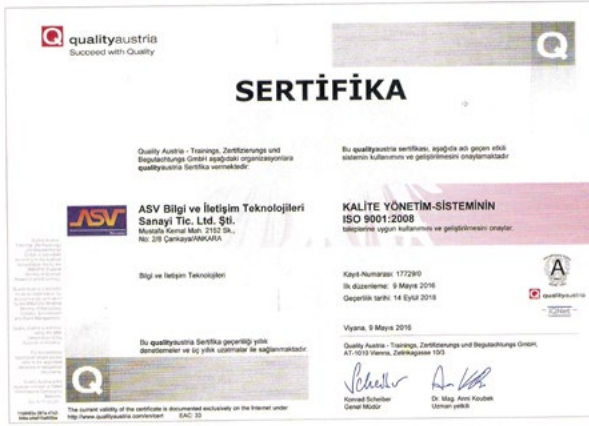 qualityaustria
Succeed with Quality
SERTİFİKA
Quality Austria - Trainings, Zertifizierungs und
Begutachtungs GmbH aşağıdaki organizasyonlara
qualityaustria Sertifika vermektedir:
Bu qualityaustria sertifikası, aşağıda adı geçen etkili
sistemin kullanımını ve geliştirilmesini onaylamaktadır
ASV
ASV Bilgi ve İletişim Teknolojileri
Sanayi Tic. Ltd. Şti.
Mustafa Kemal Mah. 2152 Sk.,
No: 2/8 Çankaya/ANKARA
KALİTE YÖNETİM-SİSTEMİNİN
ISO 9001:2008
taleplerine uygun kullanımını ve geliştirilmesini onaylar.
Bilgi ve İletişim Teknolojileri
Kayıt-Numarası: 17729/0
İlk düzenleme: 9 Mayıs 2016
Geçerlilik tarihi: 14 Eylül 2018
qualityaustria
IQNet
Viyana, 9 Mayıs 2016
Bu qualityaustria Sertifika geçerliliği yıllık
denetlemeler ve üç yıllık uzatmalar ile sağlanmaktadır.
Quality Austria - Trainings, Zertifizierungs und Begutachtungs GmbH,
AT-1010 Vienna, Zelinkagasse 10/3
Konrad Scheiber
Genel Müdür
Dr. Mag. Anni Koubek
Uzman yetkili
The current validity of the certificate is documented exclusively on the Internet under
http://www.qualityaustria.com/en/cert
EAC: 33